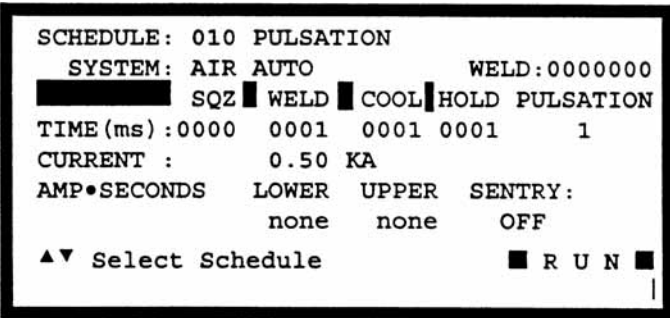 SCHEDULE: 010 PULSATION
SYSTEM: AIR AUTO WELD:0000000
SQZ WELD COOL HOLD PULSATION
TIME(ms):0000 0001 0001 0001 1
CURRENT : 0.50 KA
AMP•SECONDS LOWER UPPER SENTRY:
none none OFF
▲▼ Select Schedule R U N